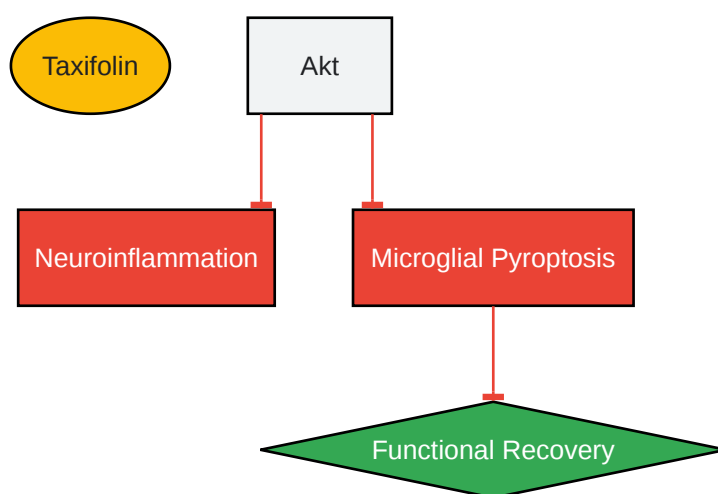 Taxifolin
Akt
Neuroinflammation
Microglial Pyroptosis
Functional Recovery